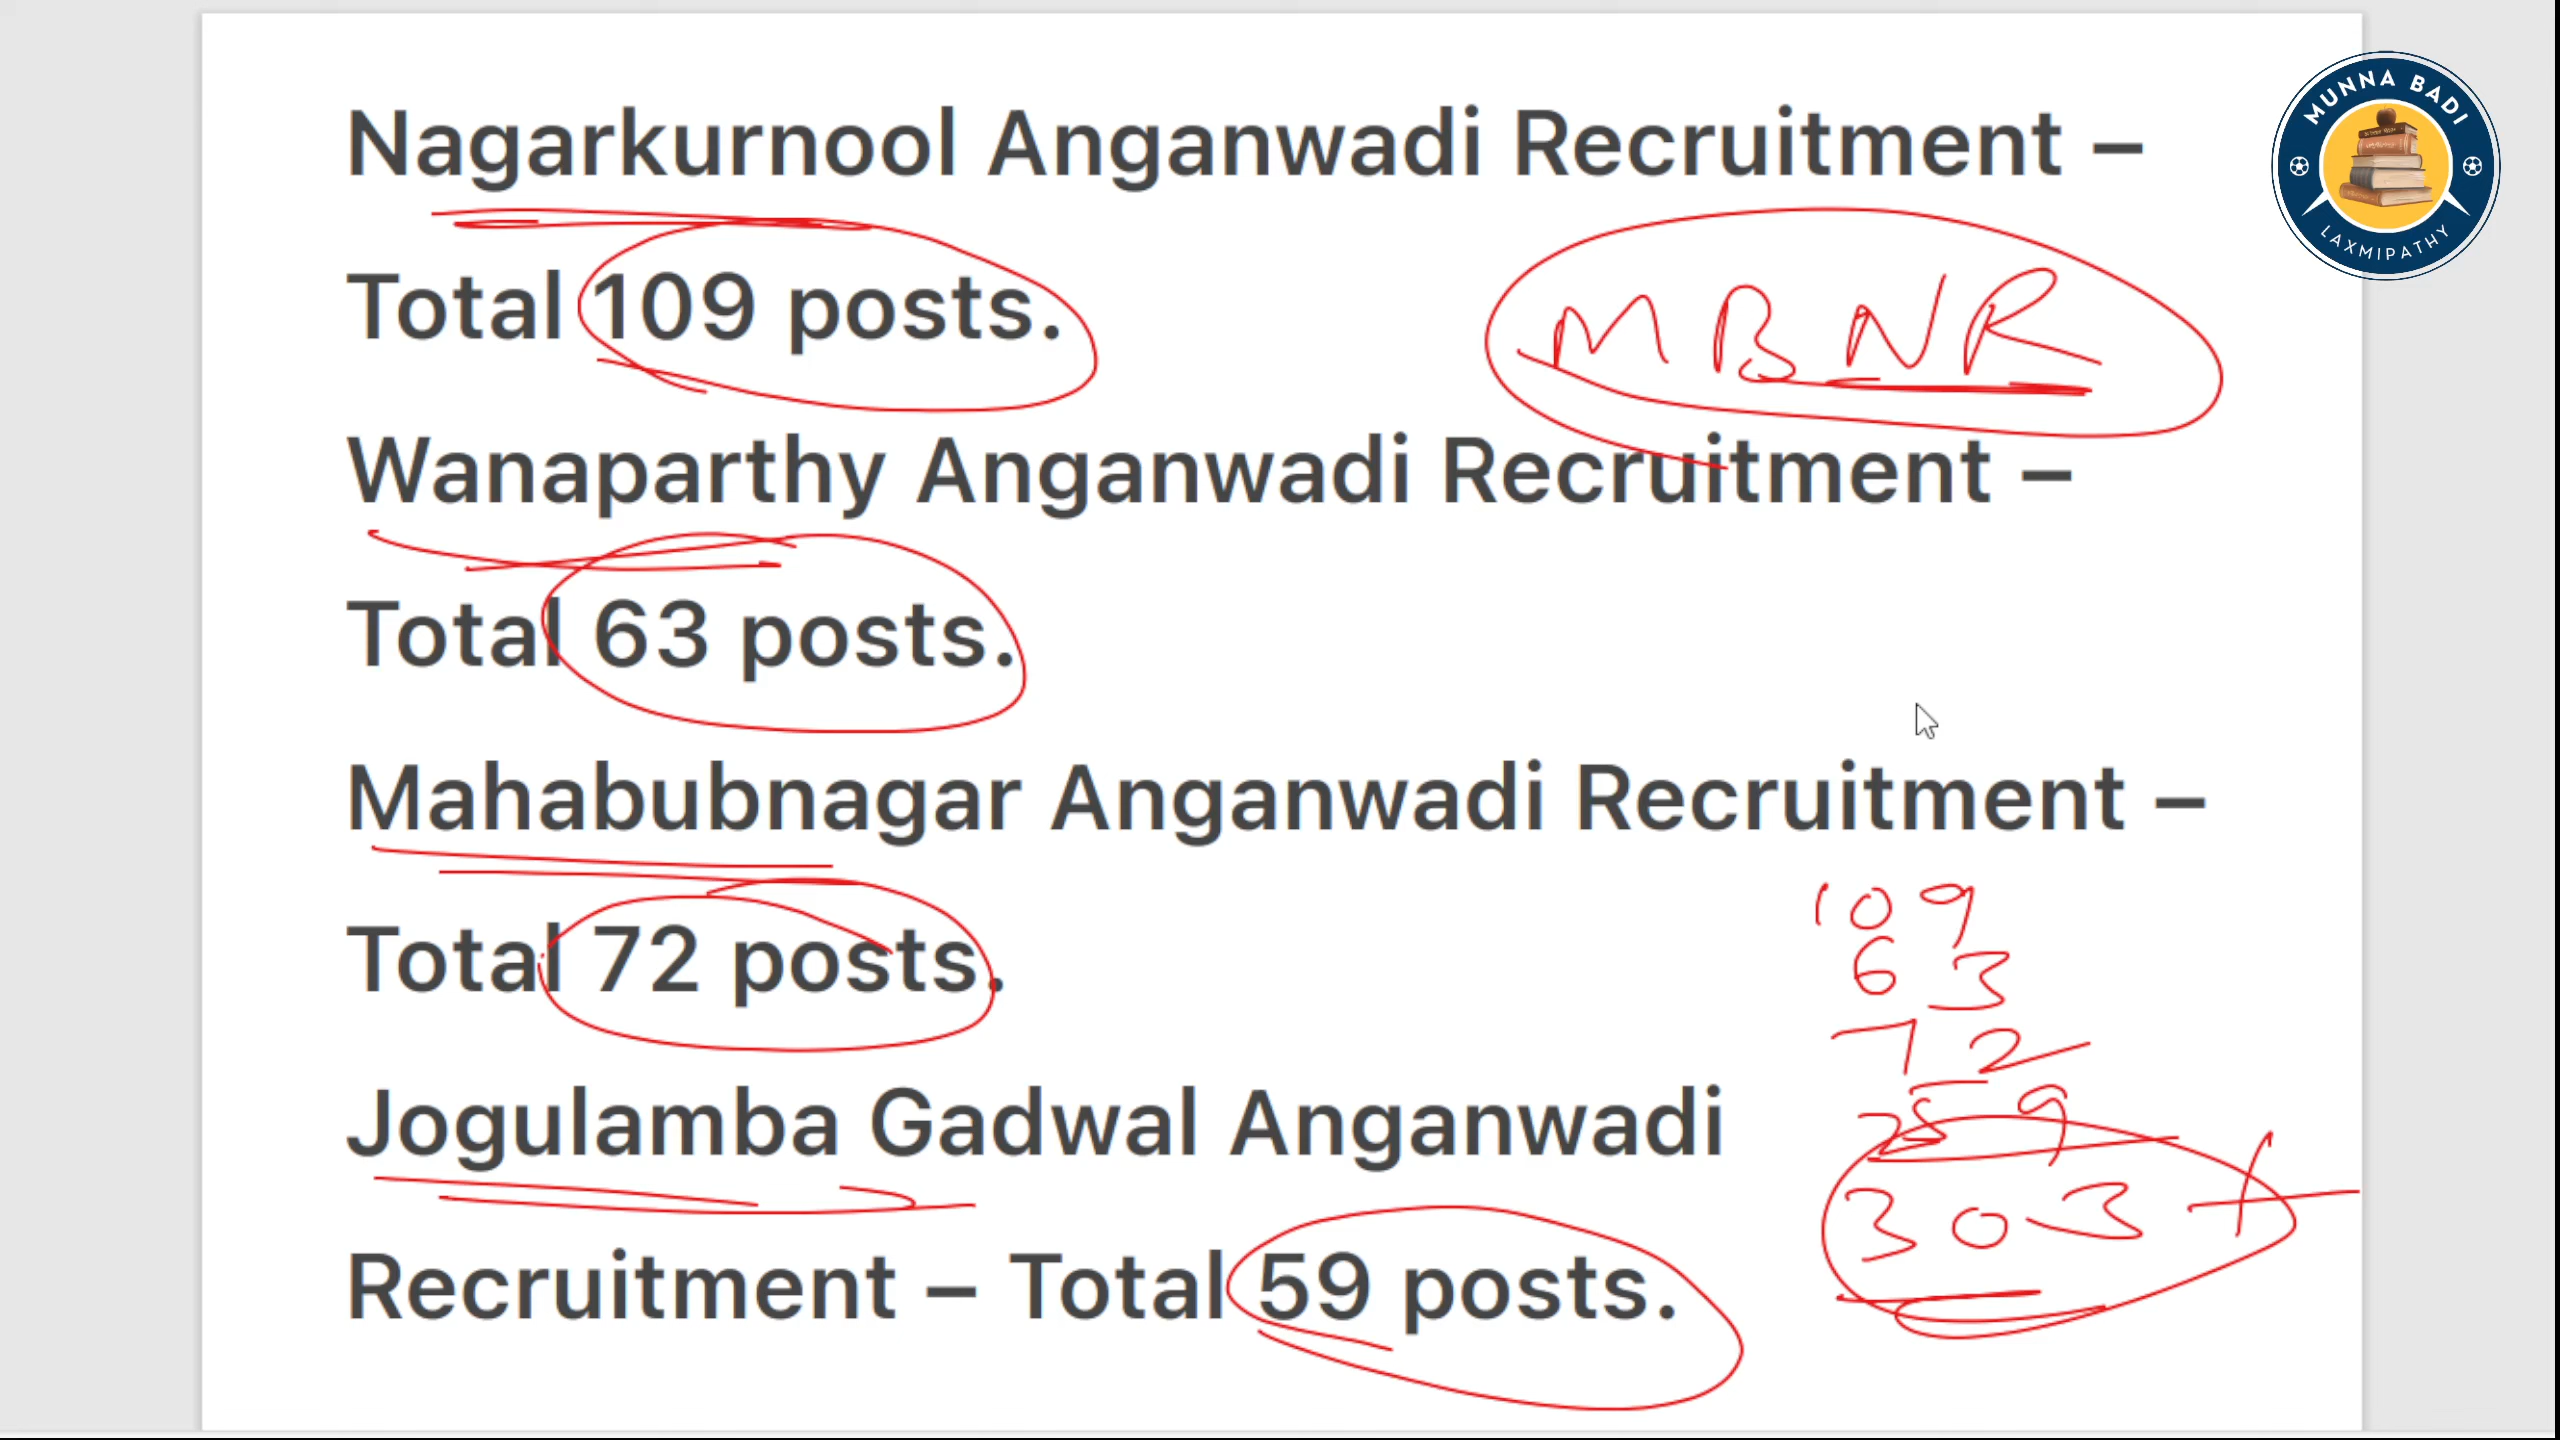 Nagarkurnool Anganwadi Recruitment –
MUNNA BADI
LAXMIPATHY
Total 109 posts.
MBNR
Wanaparthy Anganwadi Recruitment –
Total 63 posts.
Mahabubnagar Anganwadi Recruitment –
109
Total 72 posts.
63
72
Jogulamba Gadwal Anganwadi
59
303+
Recruitment – Total 59 posts.